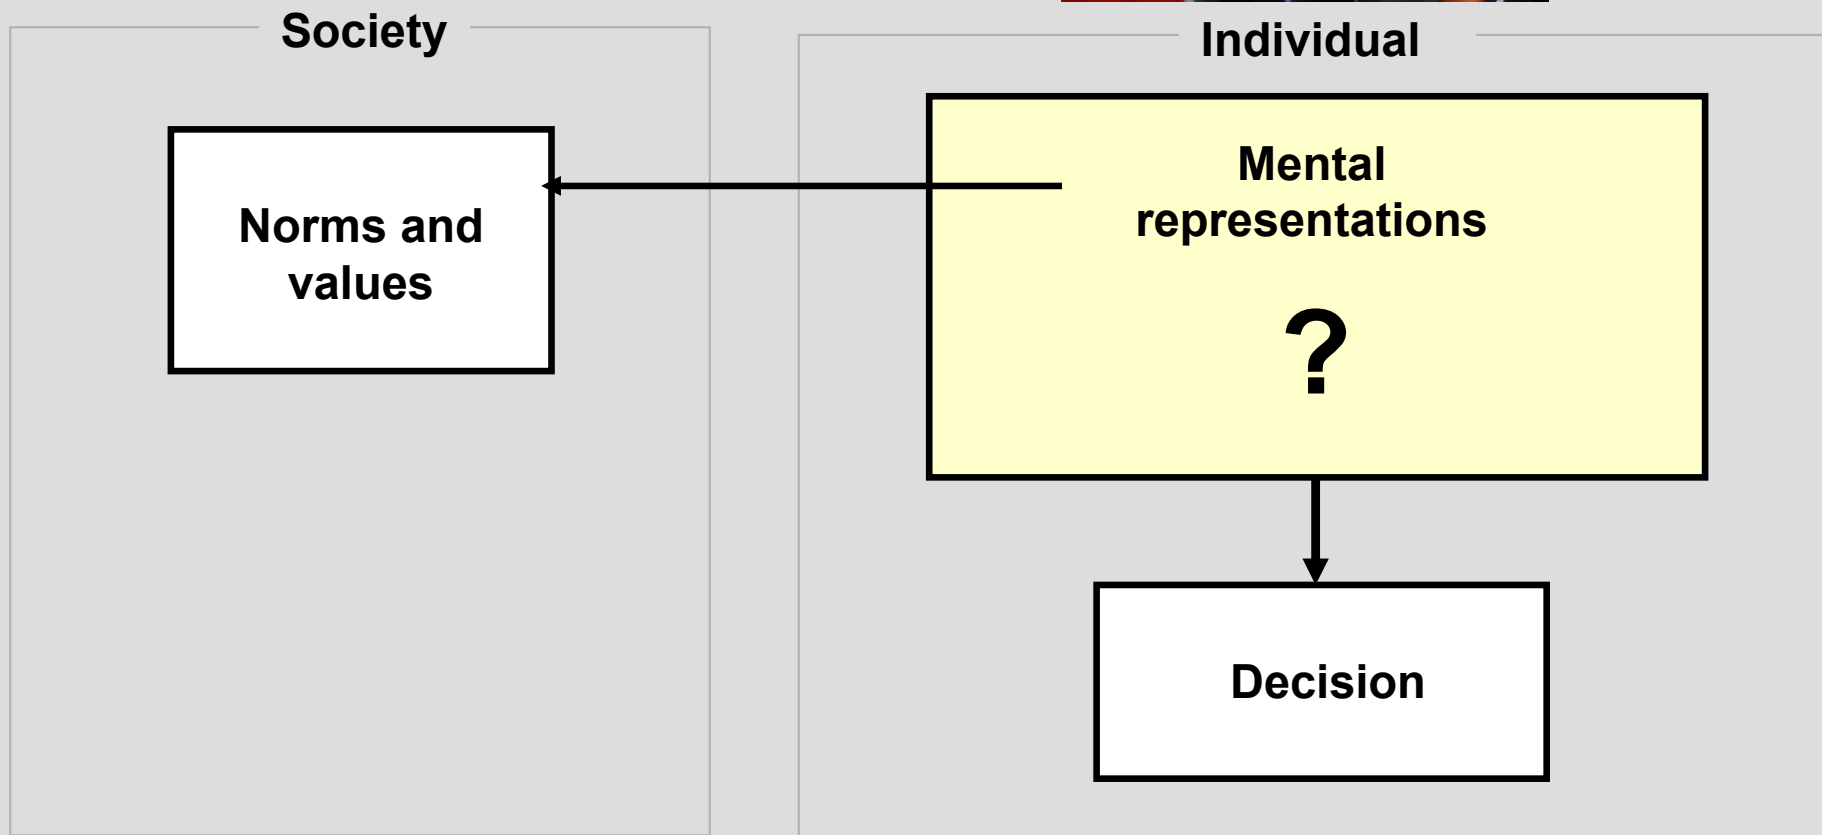 Society
Individual
Norms and
values
Mental
representations
?
Decision